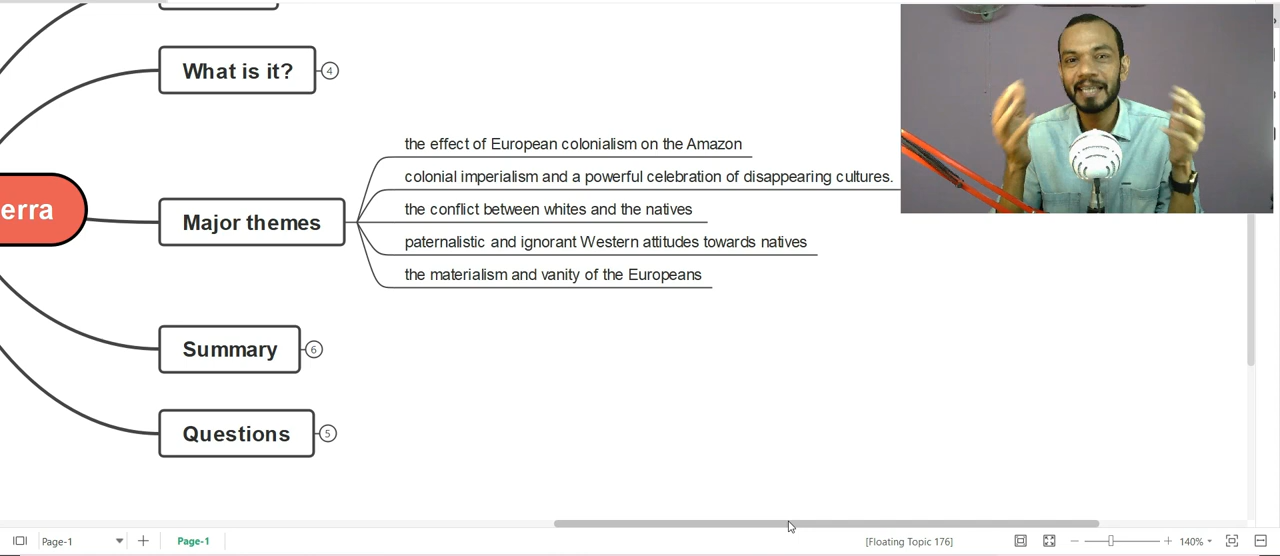 What is it?
4
the effect of European colonialism on the Amazon
colonial imperialism and a powerful celebration of disappearing cultures.
erra
Major themes
the conflict between whites and the natives
paternalistic and ignorant Western attitudes towards natives
the materialism and vanity of the Europeans
Summary
6
Questions
5
Page-1
Page-1
[Floating Topic 176]
140%